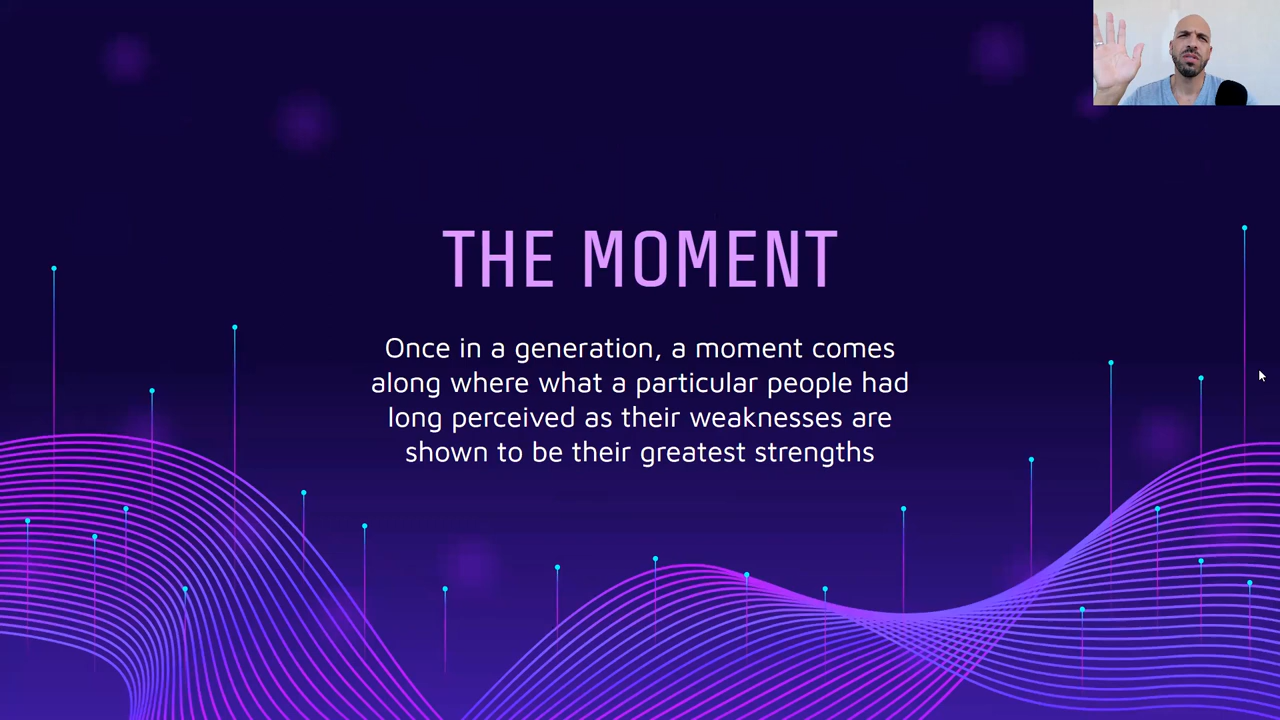 THE MOMENT
Once in a generation, a moment comes
along where what a particular people had
long perceived as their weaknesses are
shown to be their greatest strengths